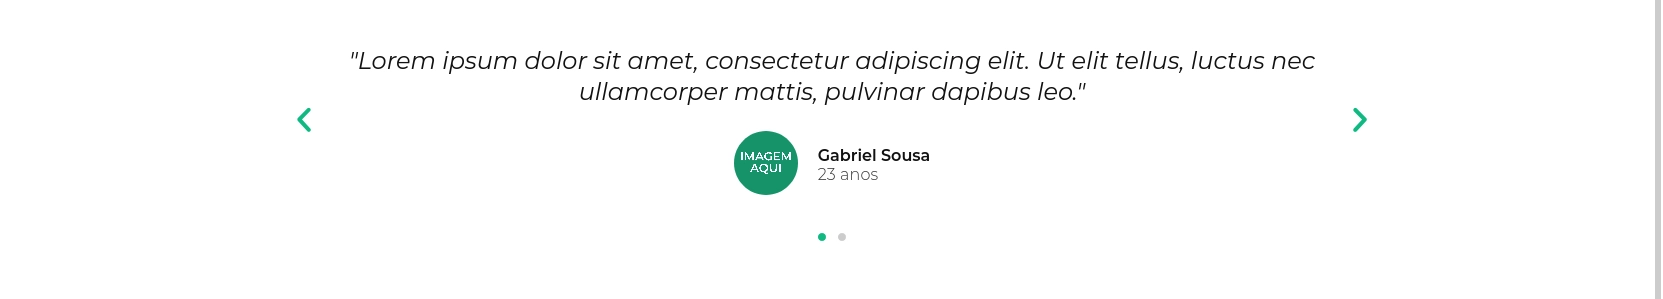 "Lorem ipsum dolor sit amet, consectetur adipiscing elit. Ut elit tellus, luctus nec
ullamcorper mattis, pulvinar dapibus leo."
IMAGEM
AQUI
Gabriel Sousa
23 anos